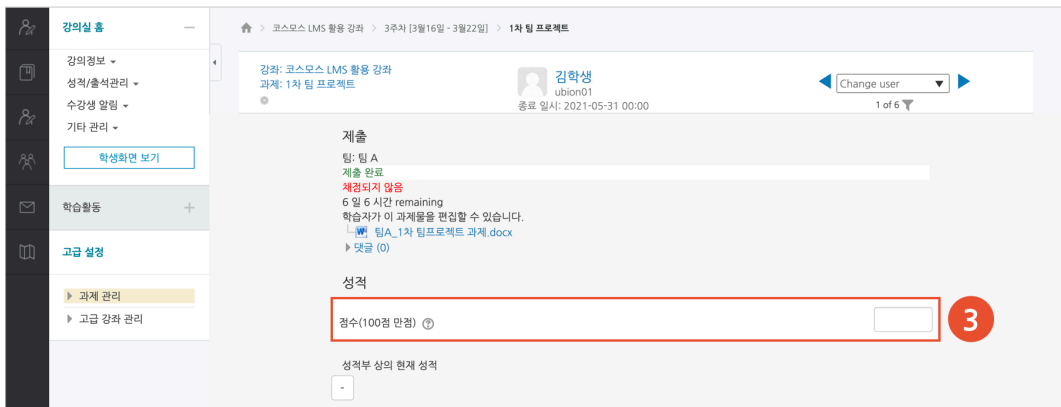 강의실 홈
강의정보
성적/출석관리
수강생 알림
기타 관리
학생화면 보기
학습활동
고급 설정
과제 관리
고급 강좌 관리
코스모스 LMS 활용 강좌 > 3주차 [3월16일 - 3월22일] > 1차 팀 프로젝트
강좌: 코스모스 LMS 활용 강좌
과제: 1차 팀 프로젝트
김학생
ubion01
종료 일시: 2021-05-31 00:00
Change user
1 of 6
제출
팀: 팀 A
제출 완료
채점되지 않음
6 일 6 시간 remaining
학습자가 이 과제물을 편집할 수 있습니다.
팀A_1차 팀프로젝트 과제.docx
댓글 (0)
성적
점수(100점 만점)
3
성적부 상의 현재 성적
-